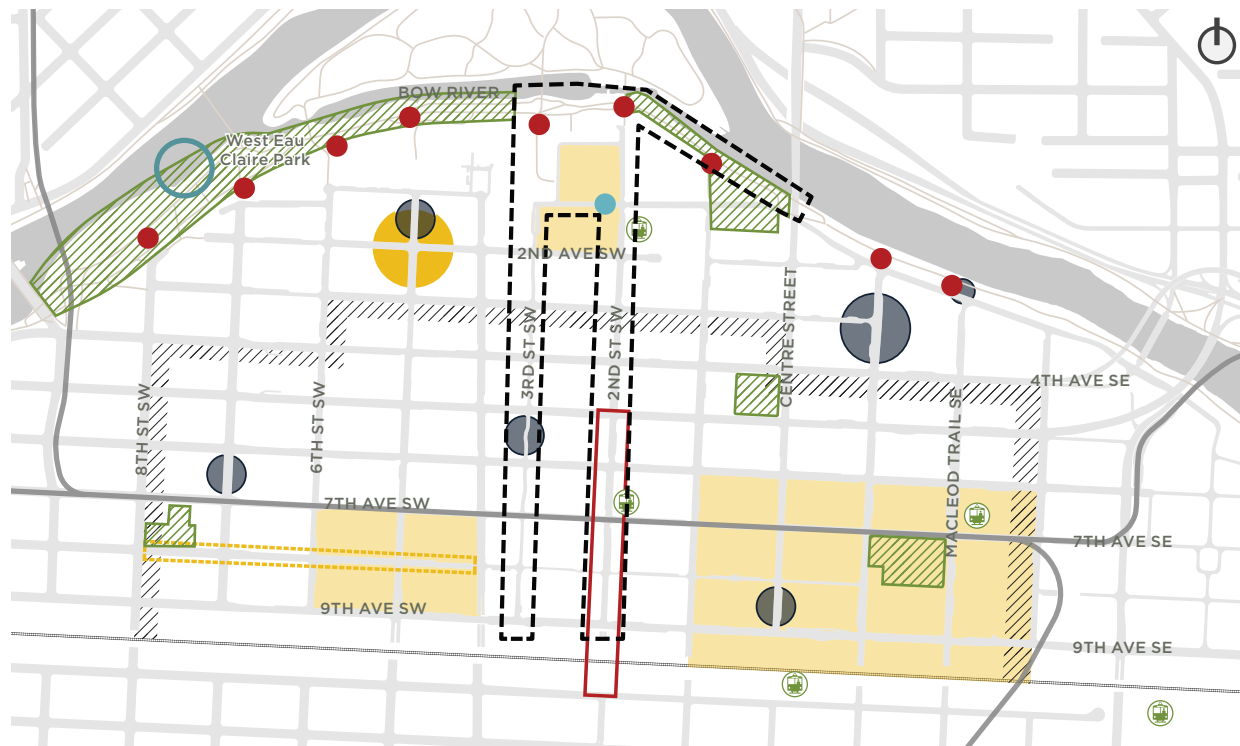 BOW RIVER
West Eau
Claire Park
2ND AVE SW
3RD ST SW
2ND ST SW
CENTRE STREET
4TH AVE SE
8TH ST SW
6TH ST SW
MACLEOD TRAIL SE
7TH AVE SW
7TH AVE SE
9TH AVE SW
9TH AVE SE